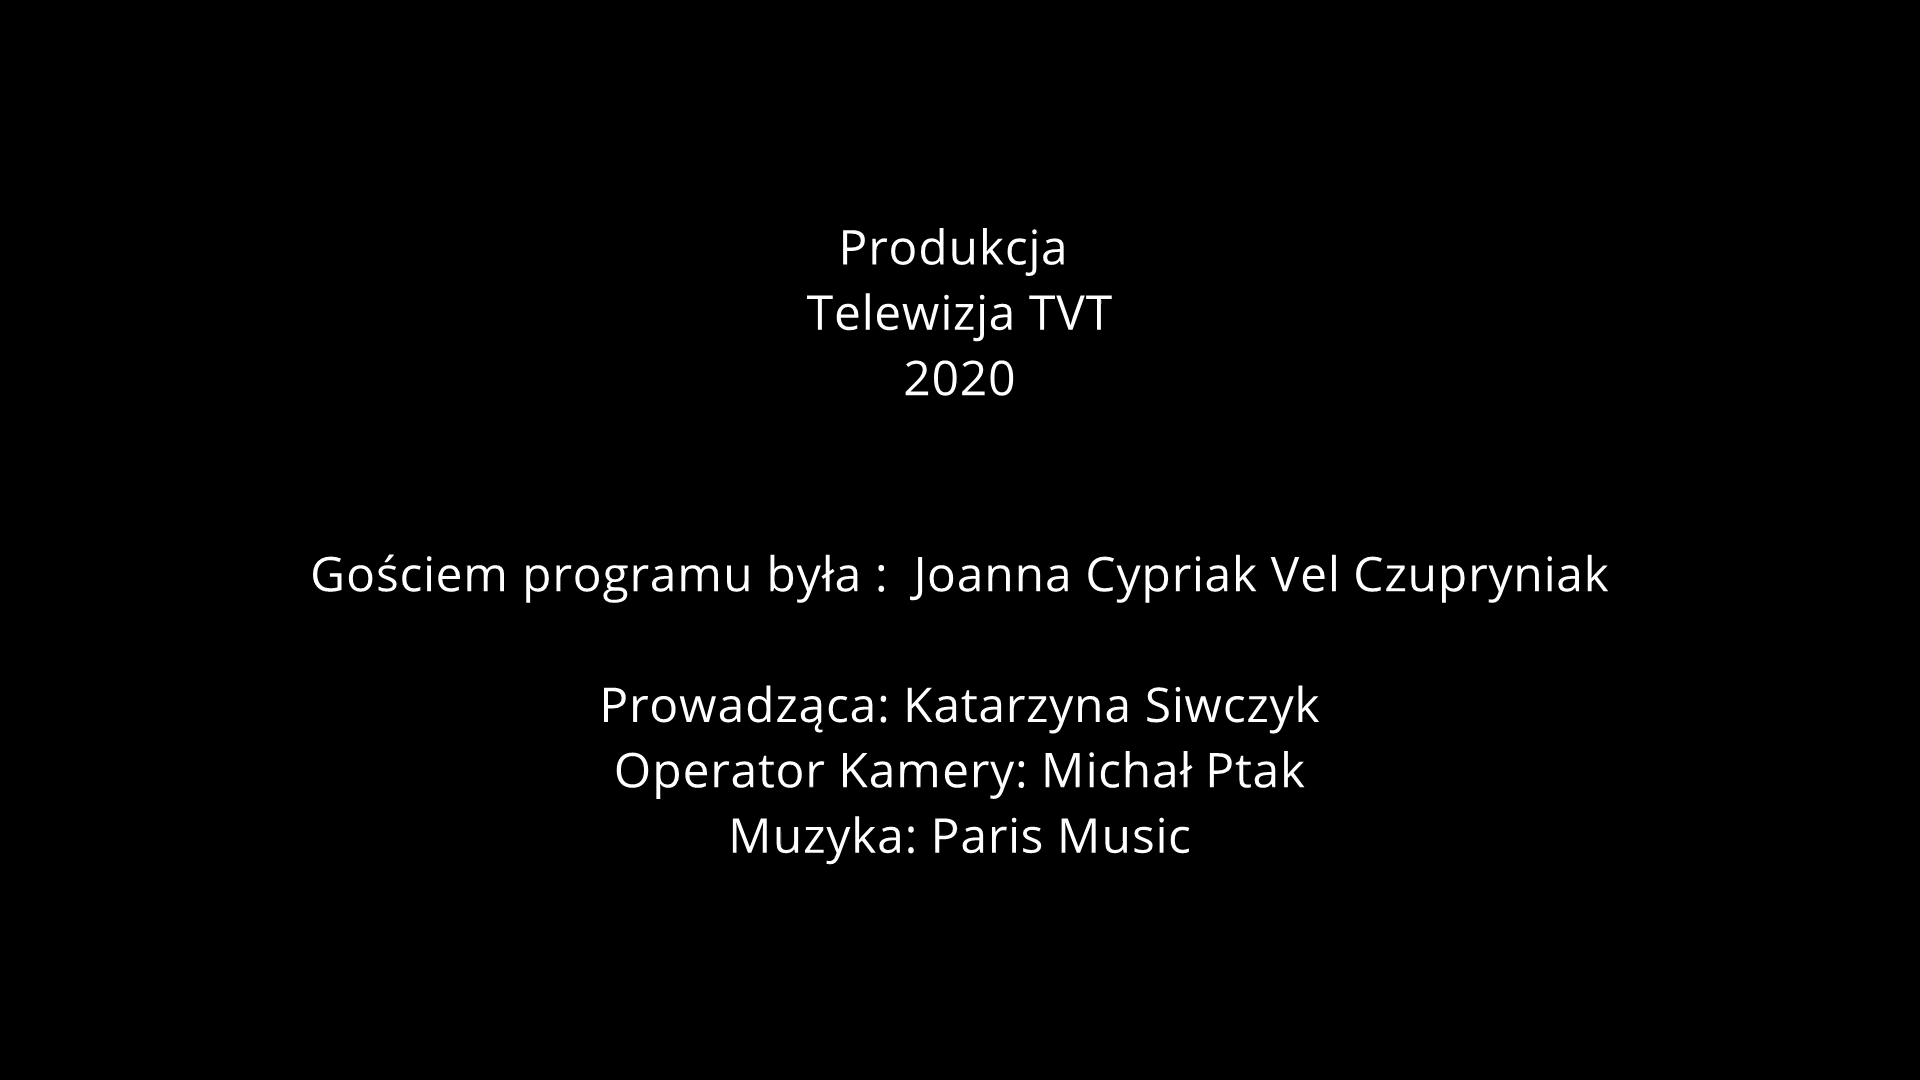 Produkcja
Telewizja TVT
2020
Gościem programu była :  Joanna Cypriak Vel Czupryniak
Prowadząca: Katarzyna Siwczyk
Operator Kamery: Michał Ptak
Muzyka: Paris Music